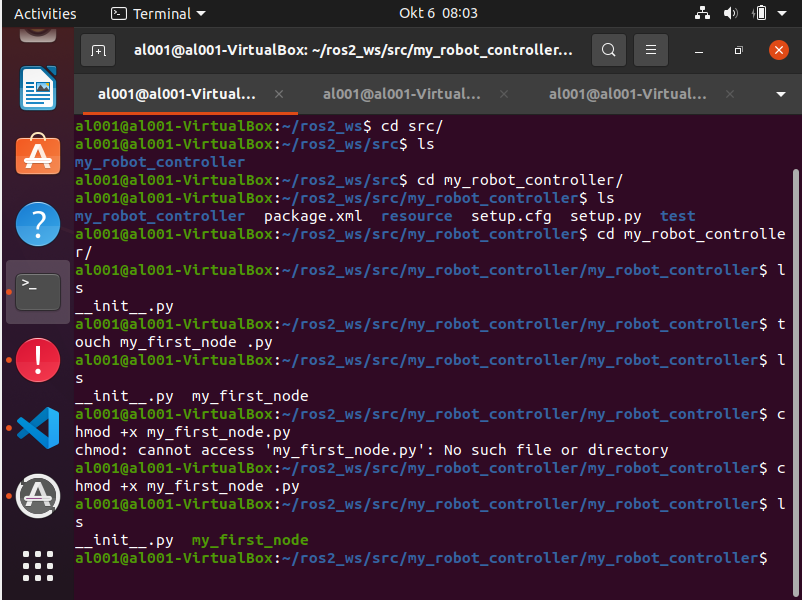 Activities
Terminal
Okt 6 08:03
al001@al001-VirtualBox: ~/ros2_ws/src/my_robot_controller...
al001@al001-Virtual...
al001@al001-Virtual...
al001@al001-Virtual...
al001@al001-VirtualBox:~/ros2_ws$ cd src/
al001@al001-VirtualBox:~/ros2_ws/src$ ls
my_robot_controller
al001@al001-VirtualBox:~/ros2_ws/src$ cd my_robot_controller/
al001@al001-VirtualBox:~/ros2_ws/src/my_robot_controller$ ls
my_robot_controller  package.xml  resource  setup.cfg  setup.py  test
al001@al001-VirtualBox:~/ros2_ws/src/my_robot_controller$ cd my_robot_controlle
r/
al001@al001-VirtualBox:~/ros2_ws/src/my_robot_controller/my_robot_controller$ l
s
__init__.py
al001@al001-VirtualBox:~/ros2_ws/src/my_robot_controller/my_robot_controller$ t
ouch my_first_node .py
al001@al001-VirtualBox:~/ros2_ws/src/my_robot_controller/my_robot_controller$ l
s
__init__.py  my_first_node
al001@al001-VirtualBox:~/ros2_ws/src/my_robot_controller/my_robot_controller$ c
hmod +x my_first_node.py
chmod: cannot access 'my_first_node.py': No such file or directory
al001@al001-VirtualBox:~/ros2_ws/src/my_robot_controller/my_robot_controller$ c
hmod +x my_first_node .py
al001@al001-VirtualBox:~/ros2_ws/src/my_robot_controller/my_robot_controller$ l
s
__init__.py  my_first_node
al001@al001-VirtualBox:~/ros2_ws/src/my_robot_controller/my_robot_controller$